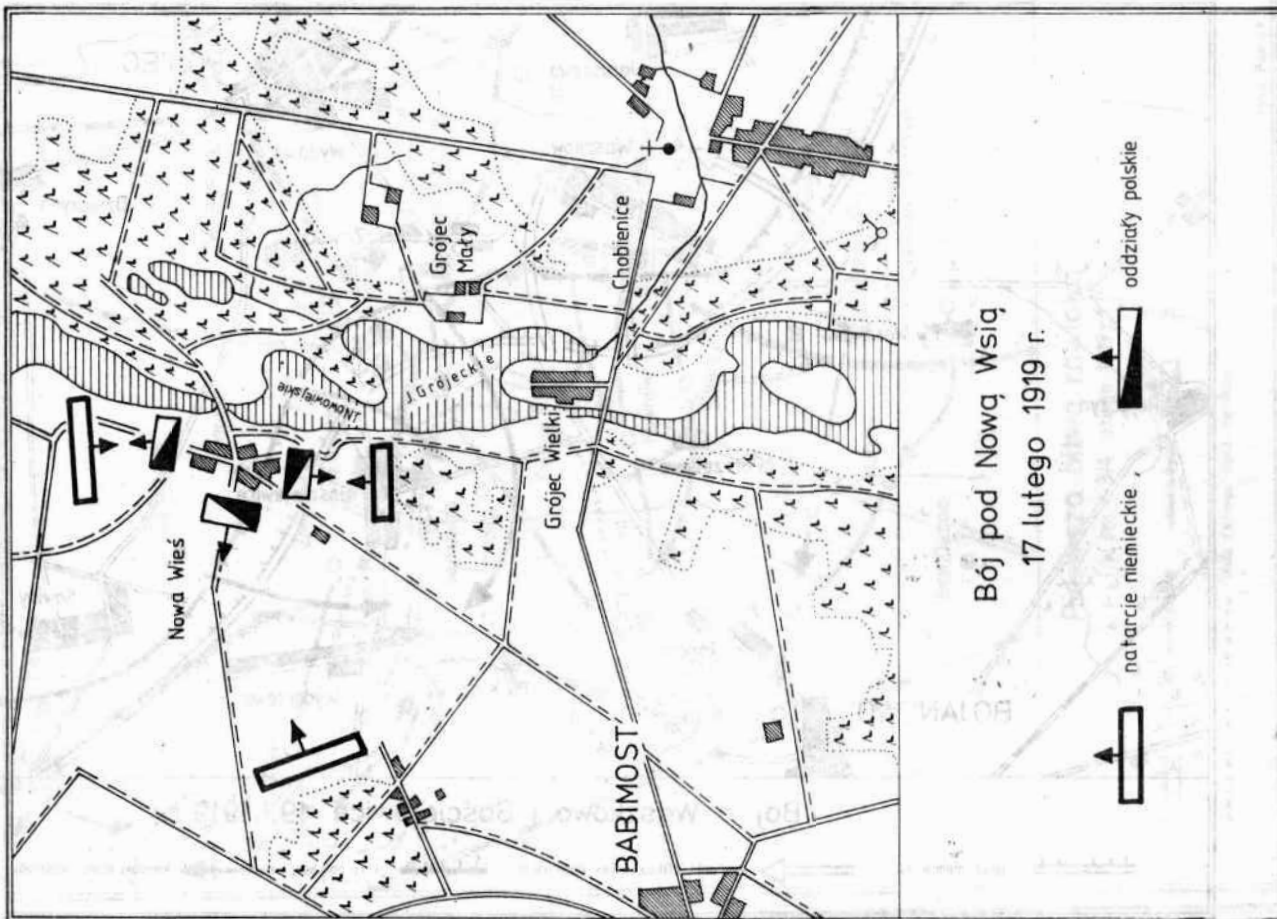 Nowa Wieś
J.Nowowiejskie
J. Grójeckie
Grójec
Mały
Grójec Wielki
Chobienice
BABIMOST
Bój pod Nową Wsią
17 lutego 1919 r.
natarcie niemieckie
oddziały polskie